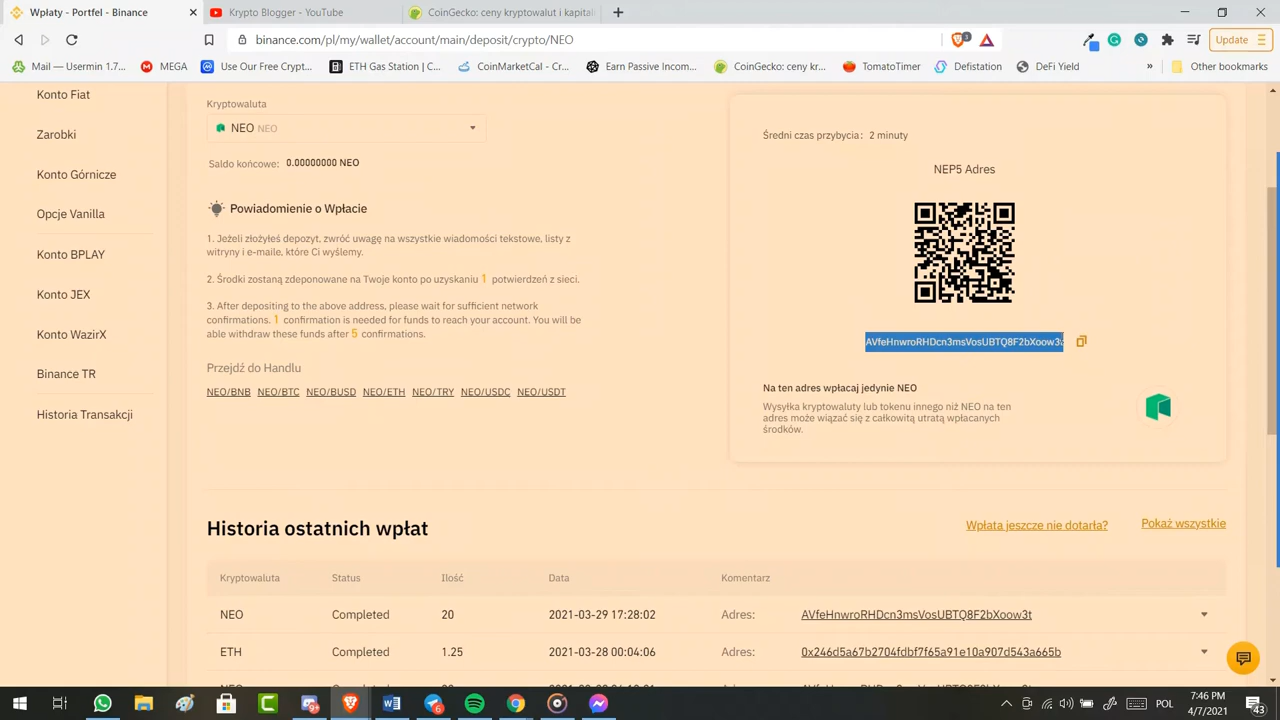 Wpłaty - Binance
Krypto Blogger - YouTube
CoinGecko: ceny krypto i kapita
binance.com/pl/my/wallet/account/main/deposit/crypto/NEO
3
Update
Mail — Usermin 1.7...
MEGA
Use Our Free Crypt...
ETH Gas Station | C...
CoinMarketCal - Cr...
Earn Passive Incom...
CoinGecko: ceny kr...
TomatoTimer
Defistation
DeFi Yield
»
Other bookmarks
Konto Fiat
Zarobki
Konto Górnicze
Opcje Vanilla
Konto BPLAY
Konto JEX
Konto WazirX
Binance TR
Historia Transakcji
Kryptowaluta
NEO NEO
Saldo końcowe: 0.00000000 NEO
Powiadomienie o Wpłacie
1. Jeżeli złożyłeś depozyt, zwróć uwagę na wszystkie wiadomości tekstowe, listy z
witryny i e-maile, które Ci wyślemy.
2. Środki zostaną zdeponowane na Twoje konto po uzyskaniu 1 potwierdzeń z sieci.
3. After depositing to the above address, please wait for sufficient network
confirmations. 1 confirmation is needed for funds to reach your account. You will be
able withdraw these funds after 5 confirmations.
Przejdź do Handlu
NEO/BNB NEO/BTC NEO/BUSD NEO/ETH NEO/TRY NEO/USDC NEO/USDT
Średni czas przybycia: 2 minuty
NEP5 Adres
AVfeHnwroRHDcn3msVosUBTQ8F2bXoow3t
Na ten adres wpłacaj jedynie NEO
Wysyłka kryptowaluty lub tokenu innego niż NEO na ten
adres może wiązać się z całkowitą utratą wpłacanych
środków.
Historia ostatnich wpłat
Wpłata jeszcze nie dotarła?
Pokaż wszystkie
Kryptowaluta Status Ilość Data Komentarz
NEO Completed 20 2021-03-29 17:28:02 Adres: AVfeHnwroRHDcn3msVosUBTQ8F2bXoow3t
ETH Completed 1.25 2021-03-28 00:04:06 Adres: 0x246d5a67b2704fdbf7f65a91e10a907d543a665b
6
ENG
7:46 PM
4/7/2021
43